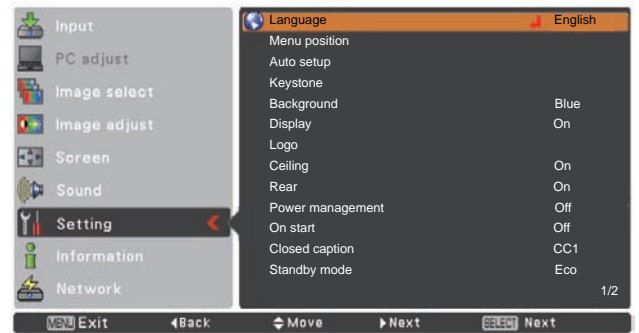 Input
PC adjust
Image select
Image adjust
Screen
Sound
Setting
Information
Network
Language English
Menu position
Auto setup
Keystone
Background Blue
Display On
Logo
Ceiling On
Rear On
Power management Off
On start Off
Closed caption CC1
Standby mode Eco
1/2
MENU Exit Back Move Next SELECT Next